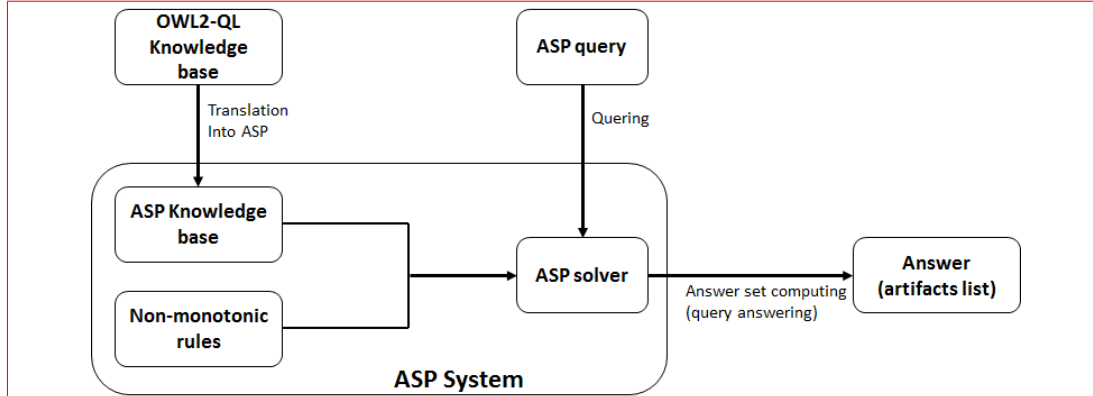 OWL2-QL
Knowledge
base
ASP query
Translation
Into ASP
Quering
ASP Knowledge
base
ASP solver
Answer
(artifacts list)
Answer set computing
(query answering)
Non-monotonic
rules
ASP System